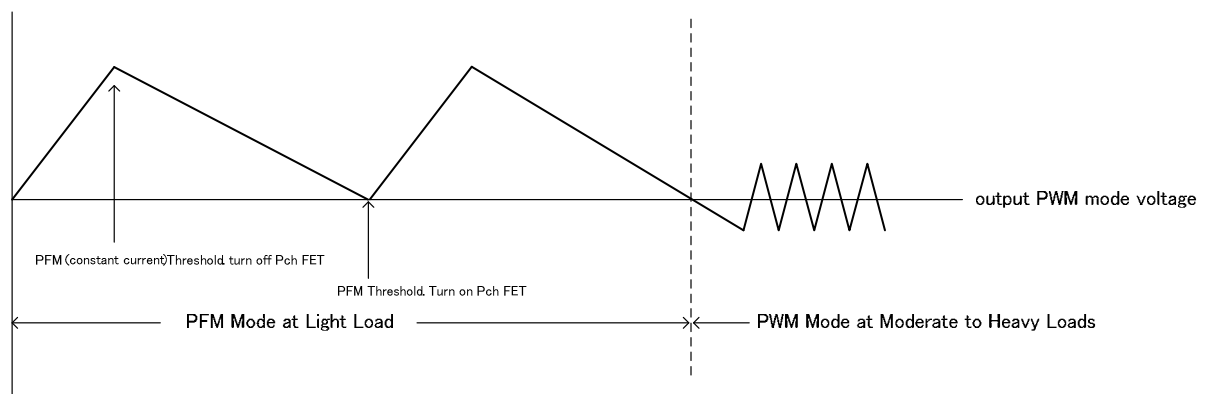 output PWM mode voltage
PFM (constant current)Threshold. turn off Pch FET
PFM Threshold. Turn on Pch FET
PFM Mode at Light Load
PWM Mode at Moderate to Heavy Loads